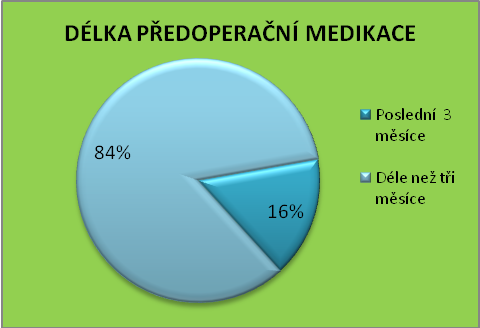 DÉLKA PŘEDOPERAČNÍ MEDIKACE
84%
16%
Poslední 3
měsíce
Déle než tři
měsíce